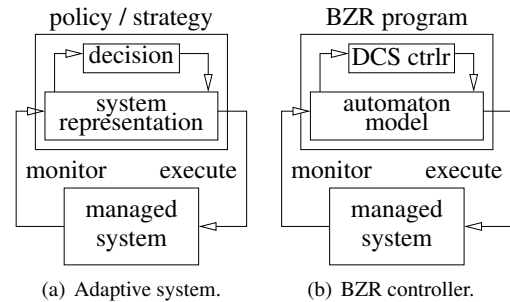 policy / strategy
decision
system
representation
monitor execute
managed
system
(a) Adaptive system.
BZR program
DCS ctrlr
automaton
model
monitor execute
managed
system
(b) BZR controller.